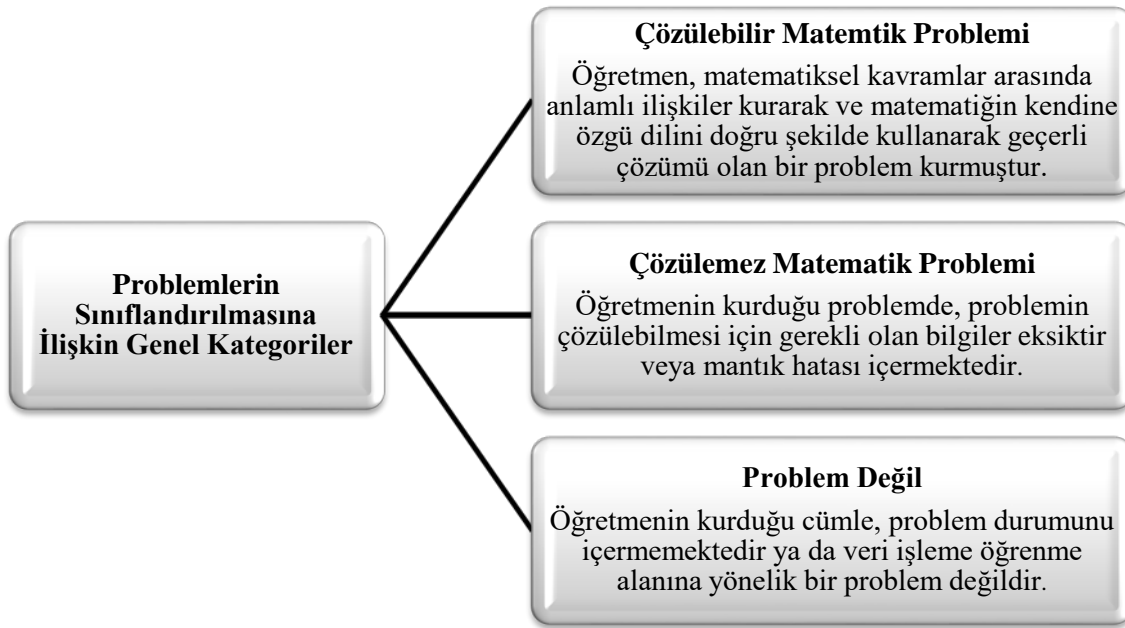 Çözülebilir Matemtik Problemi
Öğretmen, matematiksel kavramlar arasında
anlamlı ilişkiler kurarak ve matematiğin kendine
özgü dilini doğru şekilde kullanarak geçerli
çözümü olan bir problem kurmuştur.
Problemlerin
Sınıflandırılmasına
İlişkin Genel Kategoriler
Çözülemez Matematik Problemi
Öğretmenin kurduğu problemde, problemin
çözülebilmesi için gerekli olan bilgiler eksiktir
veya mantık hatası içermektedir.
Problem Değil
Öğretmenin kurduğu cümle, problem durumunu
içermemektedir ya da veri işleme öğrenme
alanına yönelik bir problem değildir.